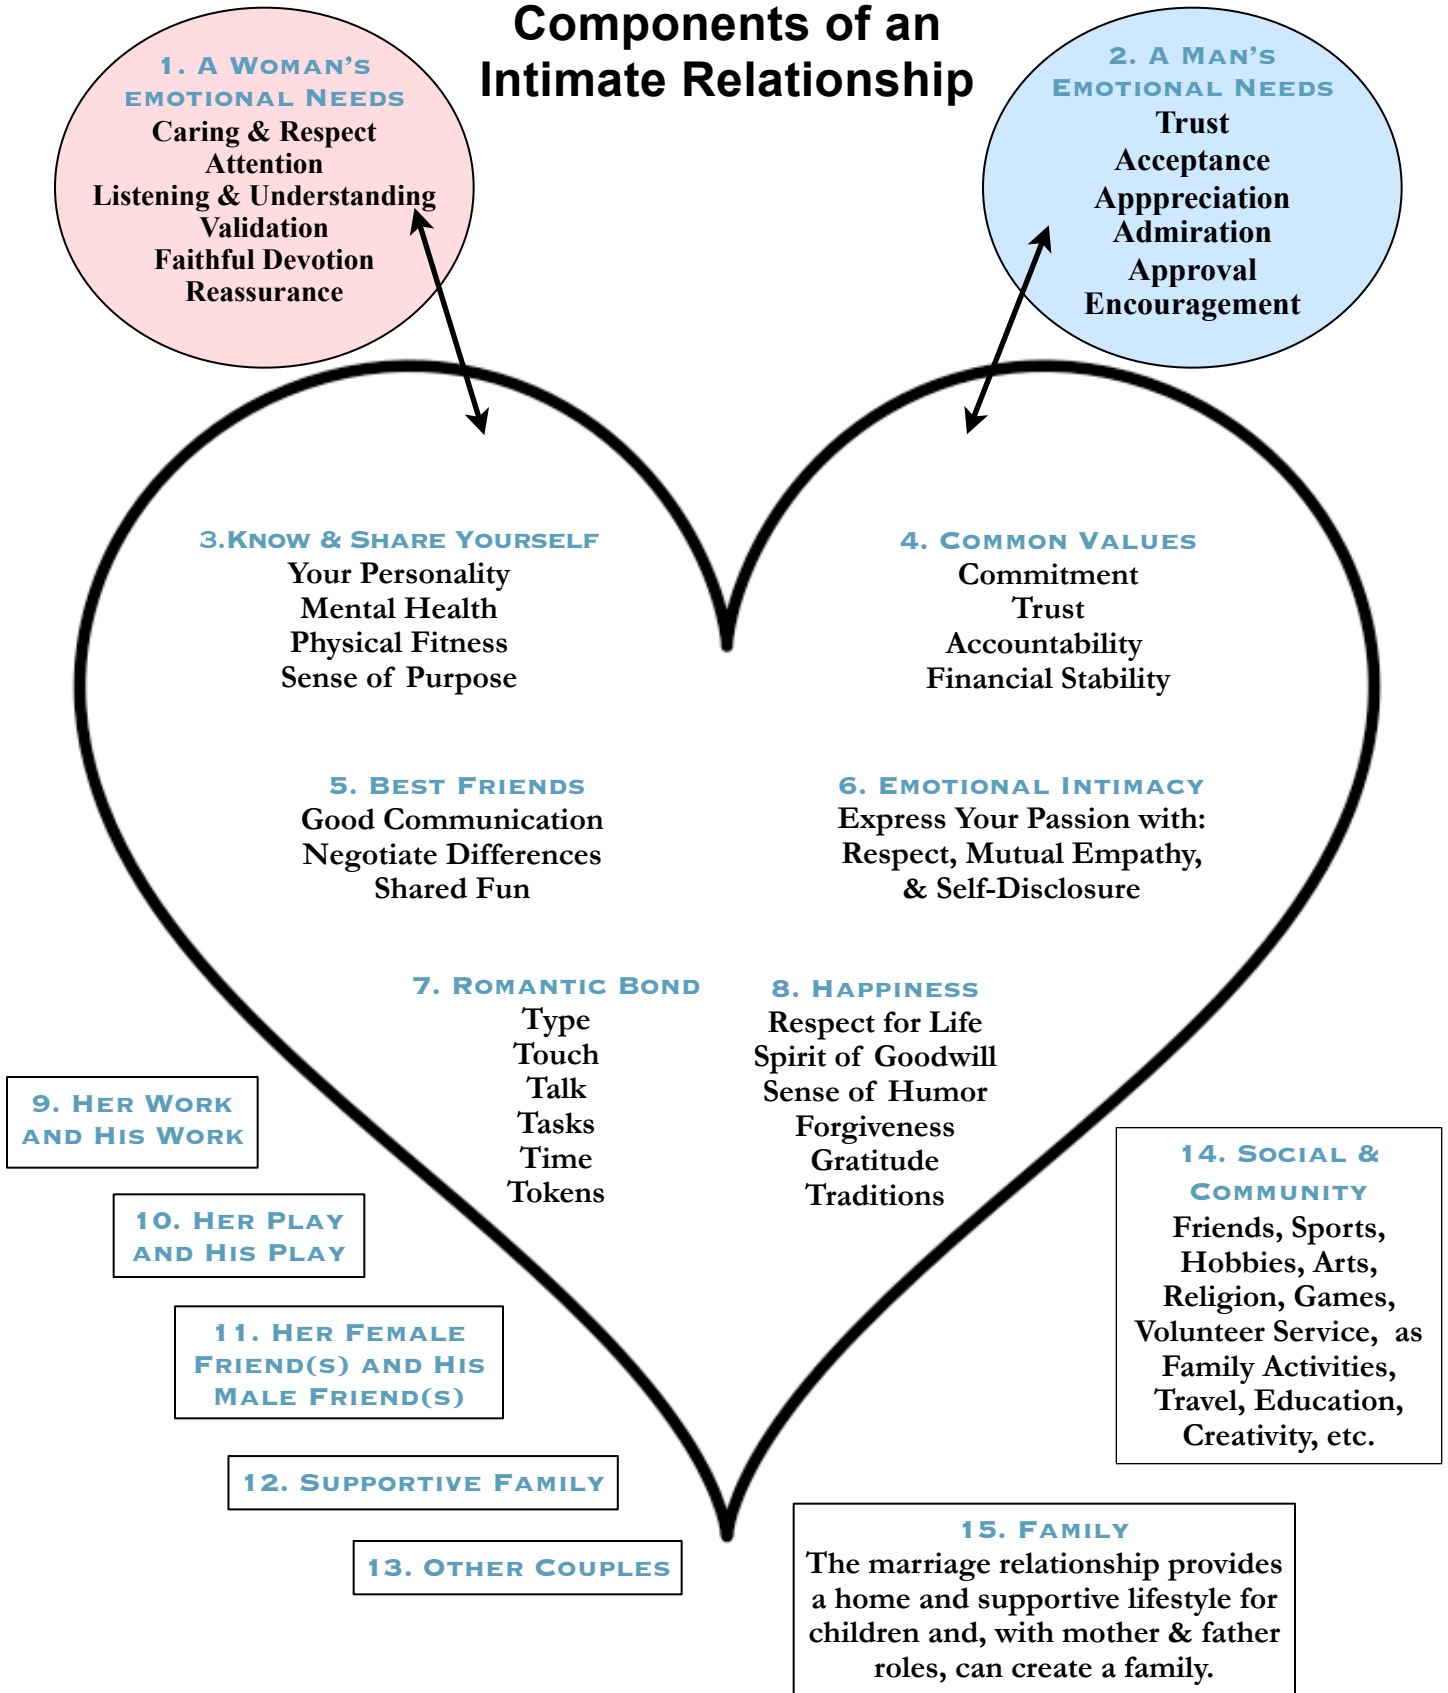 Components of an
Intimate Relationship
1. A Woman's
Emotional Needs
Caring & Respect
Attention
Listening & Understanding
Validation
Faithful Devotion
Reassurance
2. A Man's
Emotional Needs
Trust
Acceptance
Apppreciation
Admiration
Approval
Encouragement
3.Know & Share Yourself
Your Personality
Mental Health
Physical Fitness
Sense of Purpose
4. Common Values
Commitment
Trust
Accountability
Financial Stability
5. Best Friends
Good Communication
Negotiate Differences
Shared Fun
6. Emotional Intimacy
Express Your Passion with:
Respect, Mutual Empathy,
& Self-Disclosure
7. Romantic Bond
Type
Touch
Talk
Tasks
Time
Tokens
8. Happiness
Respect for Life
Spirit of Goodwill
Sense of Humor
Forgiveness
Gratitude
Traditions
9. Her Work
and His Work
10. Her Play
and His Play
11. Her Female
Friend(s) and His
Male Friend(s)
12. Supportive Family
13. Other Couples
14. Social &
Community
Friends, Sports,
Hobbies, Arts,
Religion, Games,
Volunteer Service, as
Family Activities,
Travel, Education,
Creativity, etc.
15. Family
The marriage relationship provides
a home and supportive lifestyle for
children and, with mother & father
roles, can create a family.